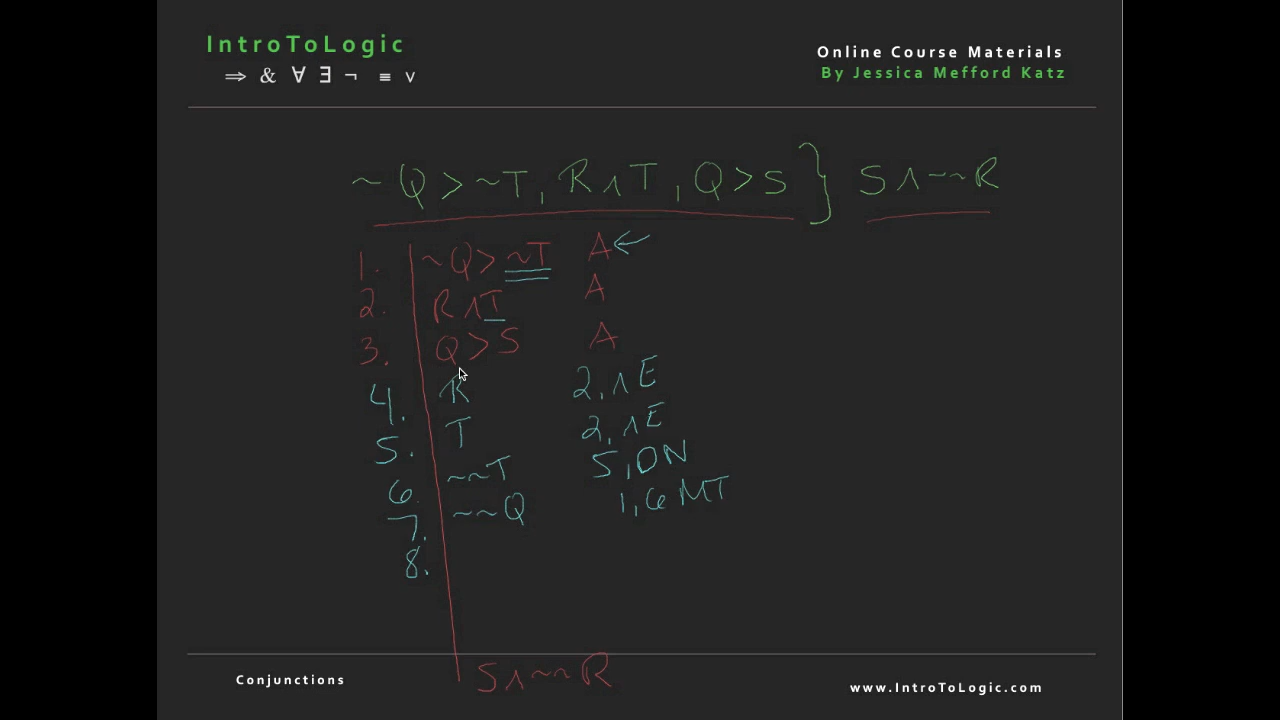 IntroToLogic
⇒ & ∀ ∃ ¬ ≡ ∨
Online Course Materials
By Jessica Mefford Katz
~Q > ~T, R ∧ T, Q > S } S ∧ ~~R
1. ~Q > ~T A ←
2. R ∧ T A
3. Q > S A
4. R 2, ∧E
5. T 2, ∧E
6. ~~T 5, DN
7. ~~Q 1, 6 MT
8.
S ∧ ~~R
Conjunctions
www.IntroToLogic.com